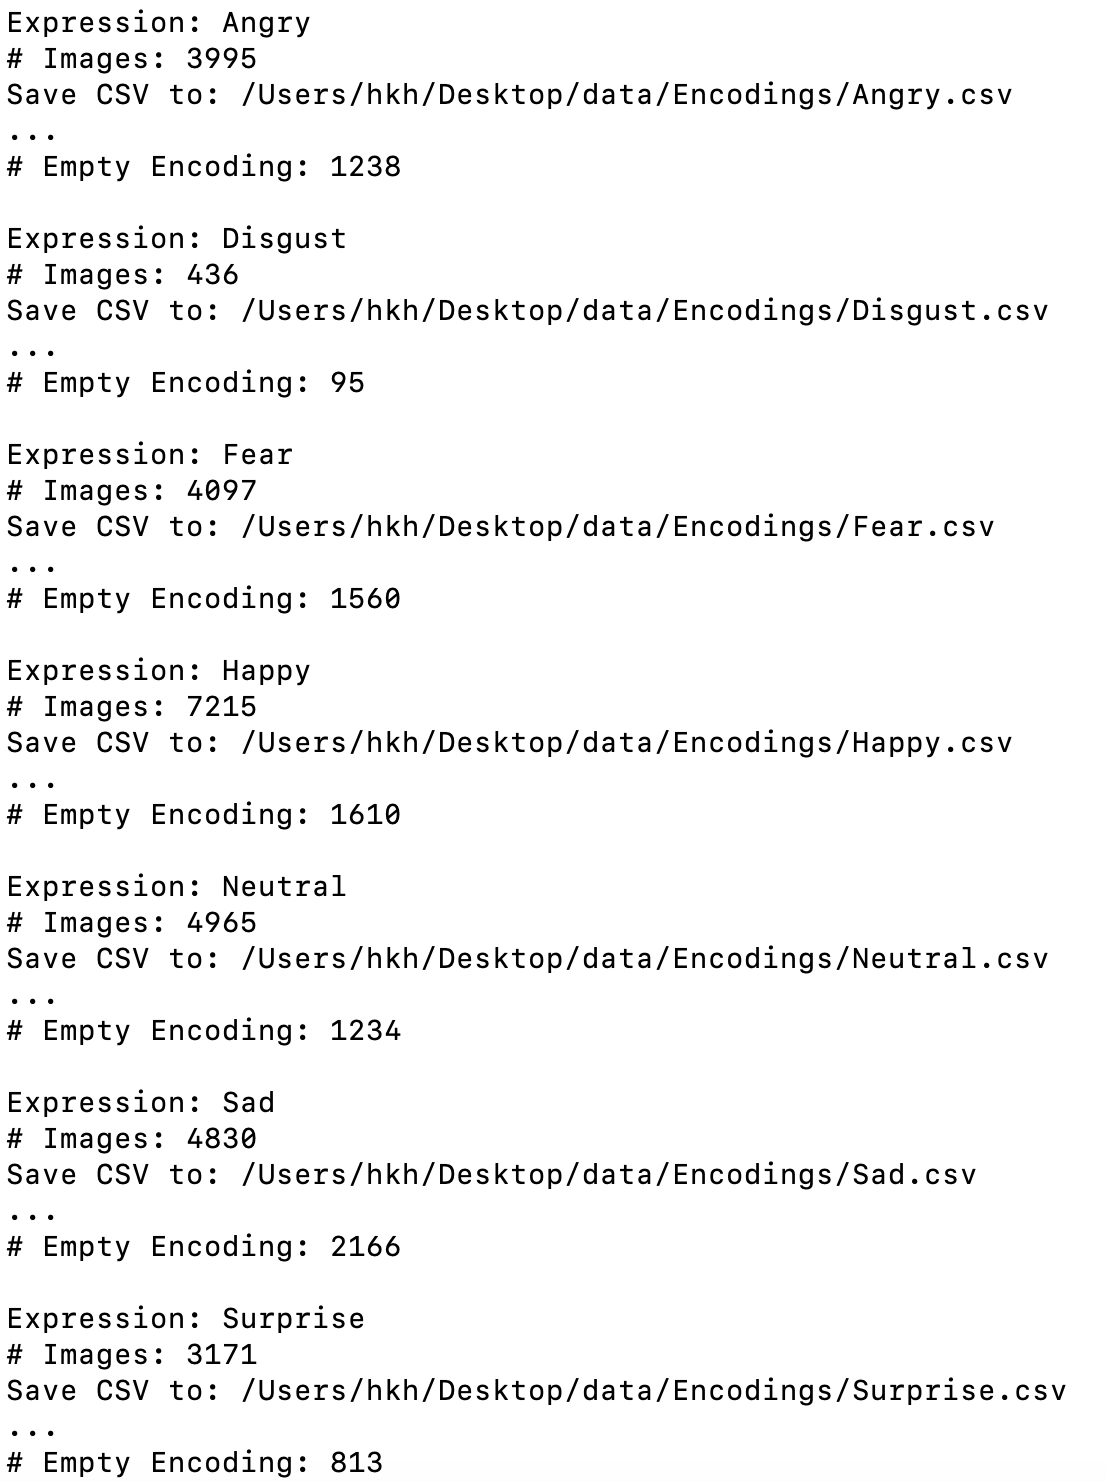 Expression: Angry
# Images: 3995
Save CSV to: /Users/hkh/Desktop/data/Encodings/Angry.csv
...
# Empty Encoding: 1238
Expression: Disgust
# Images: 436
Save CSV to: /Users/hkh/Desktop/data/Encodings/Disgust.csv
...
# Empty Encoding: 95
Expression: Fear
# Images: 4097
Save CSV to: /Users/hkh/Desktop/data/Encodings/Fear.csv
...
# Empty Encoding: 1560
Expression: Happy
# Images: 7215
Save CSV to: /Users/hkh/Desktop/data/Encodings/Happy.csv
...
# Empty Encoding: 1610
Expression: Neutral
# Images: 4965
Save CSV to: /Users/hkh/Desktop/data/Encodings/Neutral.csv
...
# Empty Encoding: 1234
Expression: Sad
# Images: 4830
Save CSV to: /Users/hkh/Desktop/data/Encodings/Sad.csv
...
# Empty Encoding: 2166
Expression: Surprise
# Images: 3171
Save CSV to: /Users/hkh/Desktop/data/Encodings/Surprise.csv
...
# Empty Encoding: 813